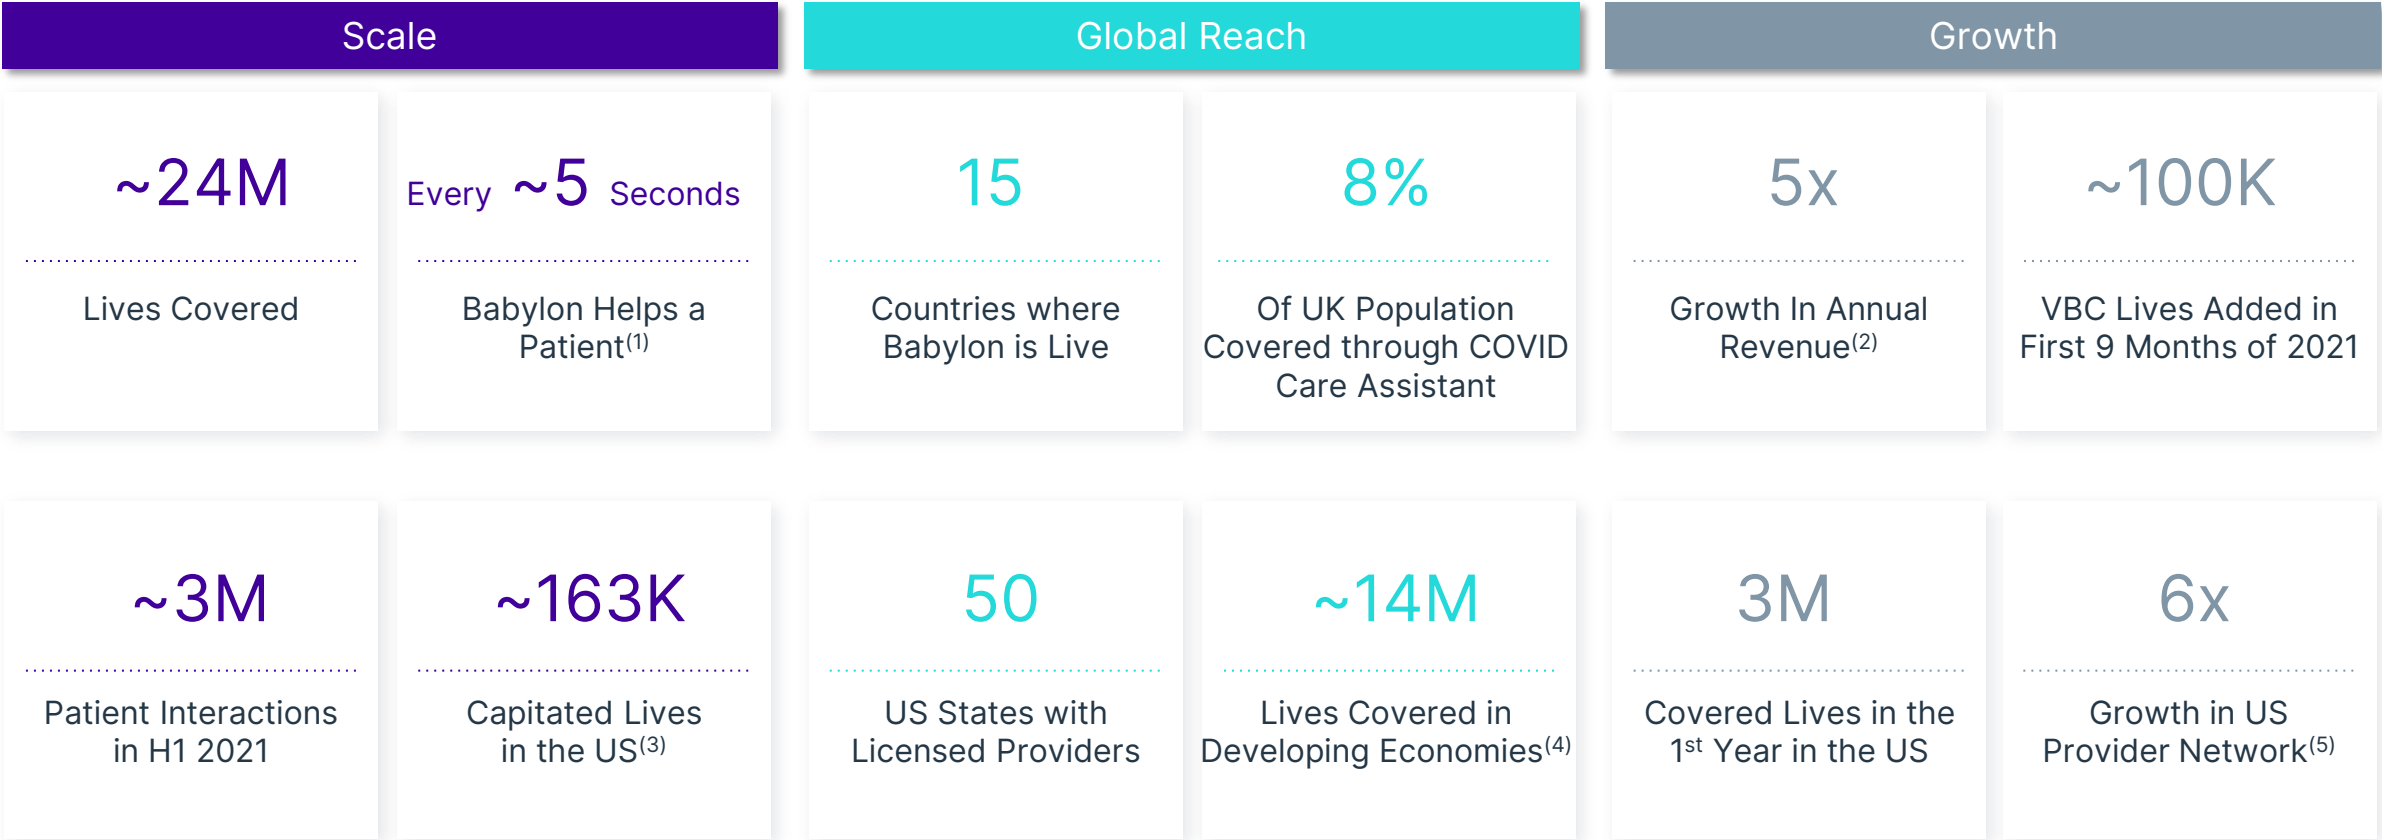 Scale
~24M
Lives Covered
Every ~5 Seconds
Babylon Helps a
Patient(1)
~3M
Patient Interactions
in H1 2021
~163K
Capitated Lives
in the US(3)
Global Reach
15
Countries where
Babylon is Live
8%
Of UK Population
Covered through COVID
Care Assistant
50
US States with
Licensed Providers
~14M
Lives Covered in
Developing Economies(4)
Growth
5x
Growth In Annual
Revenue(2)
~100K
VBC Lives Added in
First 9 Months of 2021
3M
Covered Lives in the
1st Year in the US
6x
Growth in US
Provider Network(5)